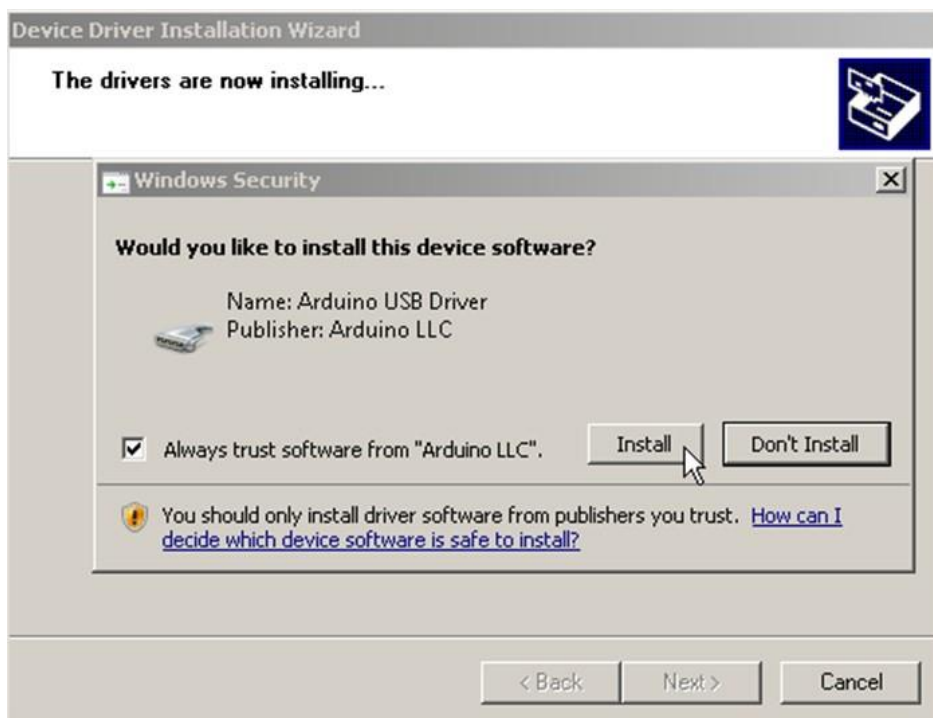 Device Driver Installation Wizard
The drivers are now installing...
Windows Security
Would you like to install this device software?
Name: Arduino USB Driver
Publisher: Arduino LLC
Always trust software from "Arduino LLC".
Install
Don't Install
You should only install driver software from publishers you trust. How can I
decide which device software is safe to install?
< Back
Next >
Cancel